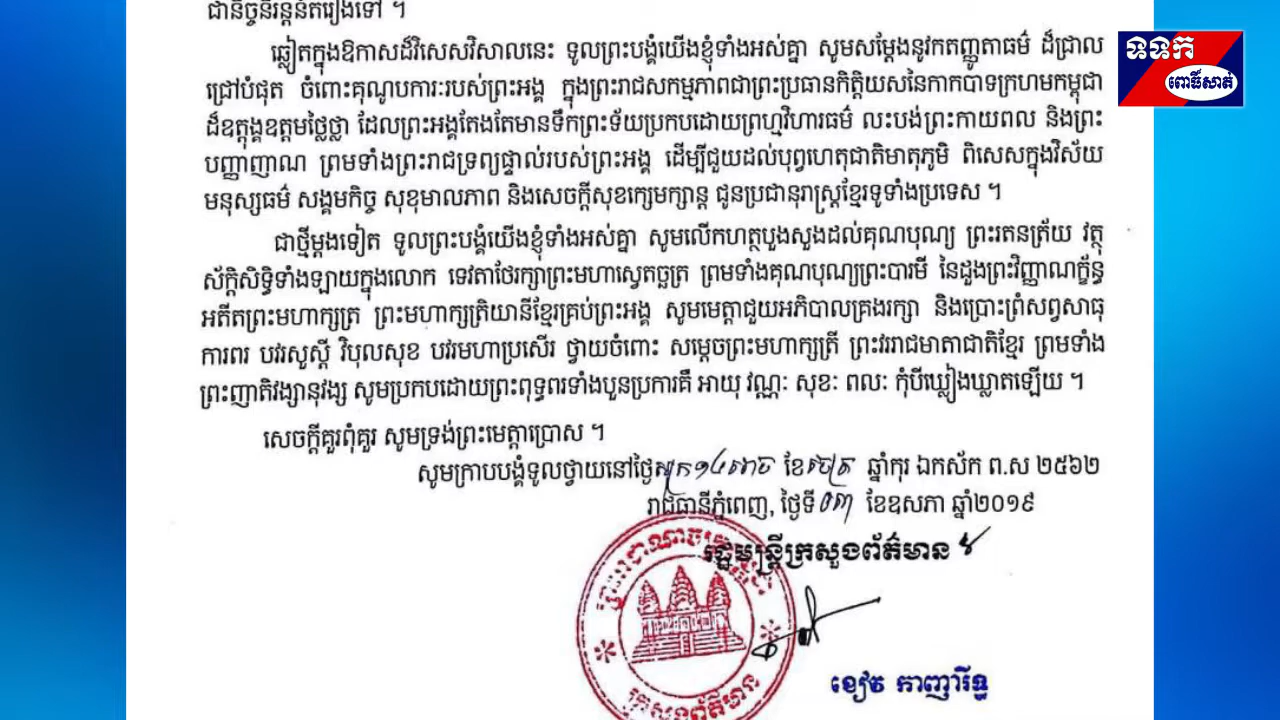 ជានិច្ចនិរន្តន៍តរៀងទៅ ។
ឆ្លៀតក្នុងឱកាសដ៏វិសេសវិសាលនេះ ទូលព្រះបង្គំយើងខ្ញុំទាំងអស់គ្នា សូមសម្តែងនូវកតញ្ញូតាធម៌ ដ៏ជ្រាល
ជ្រៅបំផុត ចំពោះគុណូបការៈរបស់ព្រះអង្គ ក្នុងព្រះរាជសកម្មភាពជាព្រះប្រធានកិត្តិយសនៃកាកបាទក្រហមកម្ពុជា
ដ៏ឧត្តុង្គឧត្តមថ្លៃថ្លា ដែលព្រះអង្គតែងតែមានទឹកព្រះទ័យប្រកបដោយព្រហ្មវិហារធម៌ លះបង់ព្រះកាយពល និងព្រះ
បញ្ញាញាណ ព្រមទាំងព្រះរាជទ្រព្យផ្ទាល់របស់ព្រះអង្គ ដើម្បីជួយដល់បុព្វហេតុជាតិមាតុភូមិ ពិសេសក្នុងវិស័យ
មនុស្សធម៌ សង្គមកិច្ច សុខុមាលភាព និងសេចក្តីសុខក្សេមក្សាន្ត ជូនប្រជានុរាស្ត្រខ្មែរទូទាំងប្រទេស ។
ជាថ្មីម្តងទៀត ទូលព្រះបង្គំយើងខ្ញុំទាំងអស់គ្នា សូមលើកហត្ថបួងសួងដល់គុណបុណ្យ ព្រះរតនត្រ័យ វត្ថុ
ស័ក្តិសិទ្ធិទាំងឡាយក្នុងលោក ទេវតាថែរក្សាព្រះមហាស្វេតច្ឆត្រ ព្រមទាំងគុណបុណ្យព្រះបារមី នៃដួងព្រះវិញ្ញាណក្ខ័ន្ធ
អតីតព្រះមហាក្សត្រ ព្រះមហាក្សត្រិយានីខ្មែរគ្រប់ព្រះអង្គ សូមមេត្តាជួយអភិបាលគ្រងរក្សា និងប្រោះព្រំសព្ទសាធុ
ការពរ បវរសួស្តី វិបុលសុខ បវរមហាប្រសើរ ថ្វាយចំពោះ សម្តេចព្រះមហាក្សត្រី ព្រះវររាជមាតាជាតិខ្មែរ ព្រមទាំង
ព្រះញាតិវង្សានុវង្ស សូមប្រកបដោយព្រះពុទ្ធពរទាំងបួនប្រការគឺ អាយុ វណ្ណៈ សុខៈ ពលៈ កុំបីឃ្លៀងឃ្លាតឡើយ ។
សេចក្តីគួរពុំគួរ សូមទ្រង់ព្រះមេត្តាប្រោស ។
សូមក្រាបបង្គំទូលថ្វាយនៅថ្ងៃសុក្រ ១៤រោច ខែចេត្រ ឆ្នាំកុរ ឯកស័ក ព.ស ២៥៦២
រាជធានីភ្នំពេញ, ថ្ងៃទី០៣ ខែឧសភា ឆ្នាំ២០១៩
រដ្ឋមន្ត្រីក្រសួងព័ត៌មាន
ព្រះរាជាណាចក្រកម្ពុជា
ក្រសួងព័ត៌មាន
ខៀវ កាញារីទ្ធ
ទទក
ពោធិ៍សាត់